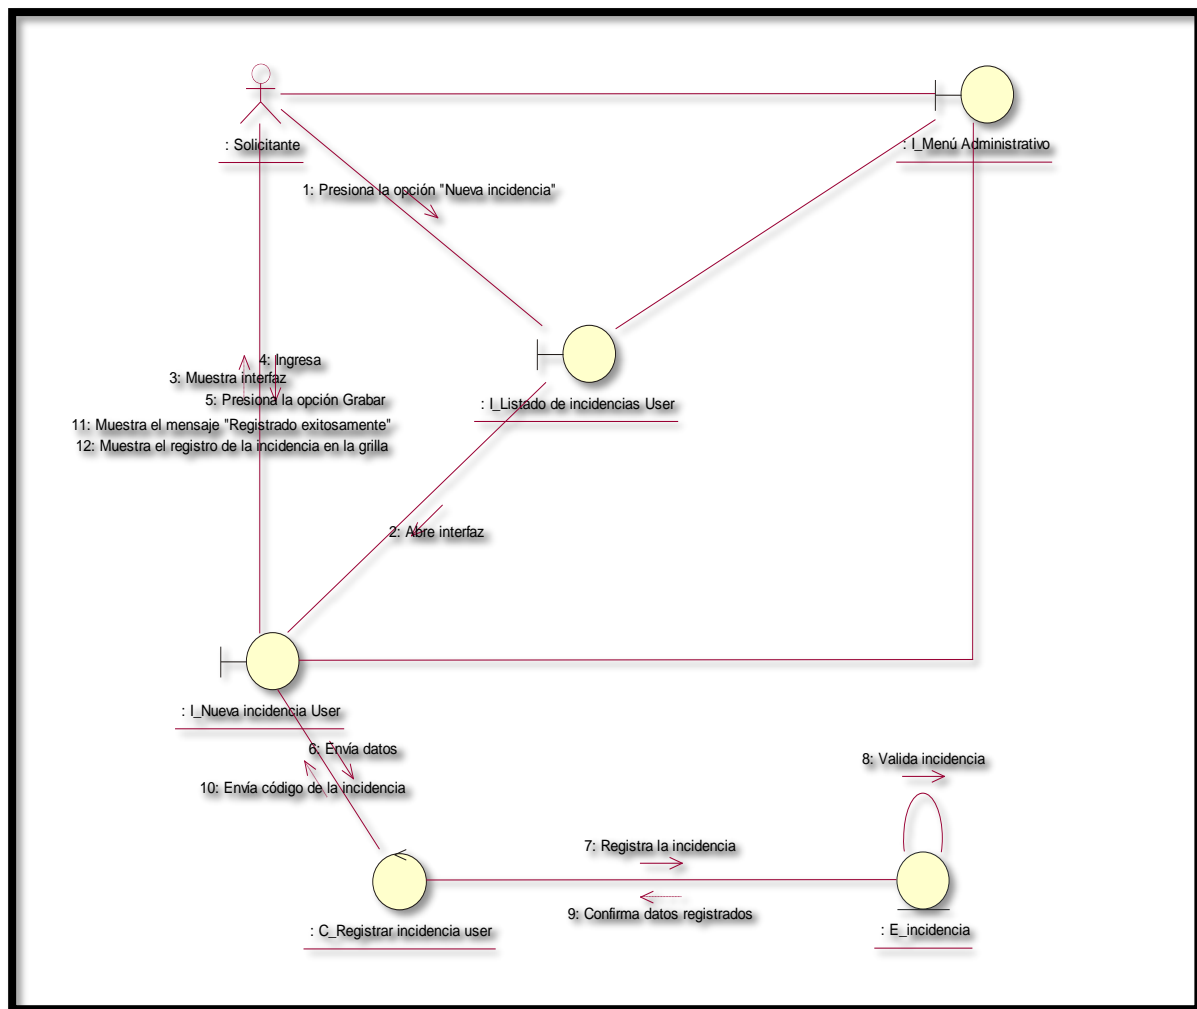 : Solicitante
: I_Menú Administrativo
1: Presiona la opción "Nueva incidencia"
4: Ingresa
3: Muestra interfaz
5: Presiona la opción Grabar
: I_Listado de incidencias User
11: Muestra el mensaje "Registrado exitosamente"
12: Muestra el registro de la incidencia en la grilla
2: Abre interfaz
: I_Nueva incidencia User
6: Envía datos
8: Valida incidencia
10: Envía código de la incidencia
7: Registra la incidencia
9: Confirma datos registrados
: C_Registrar incidencia user
: E_incidencia